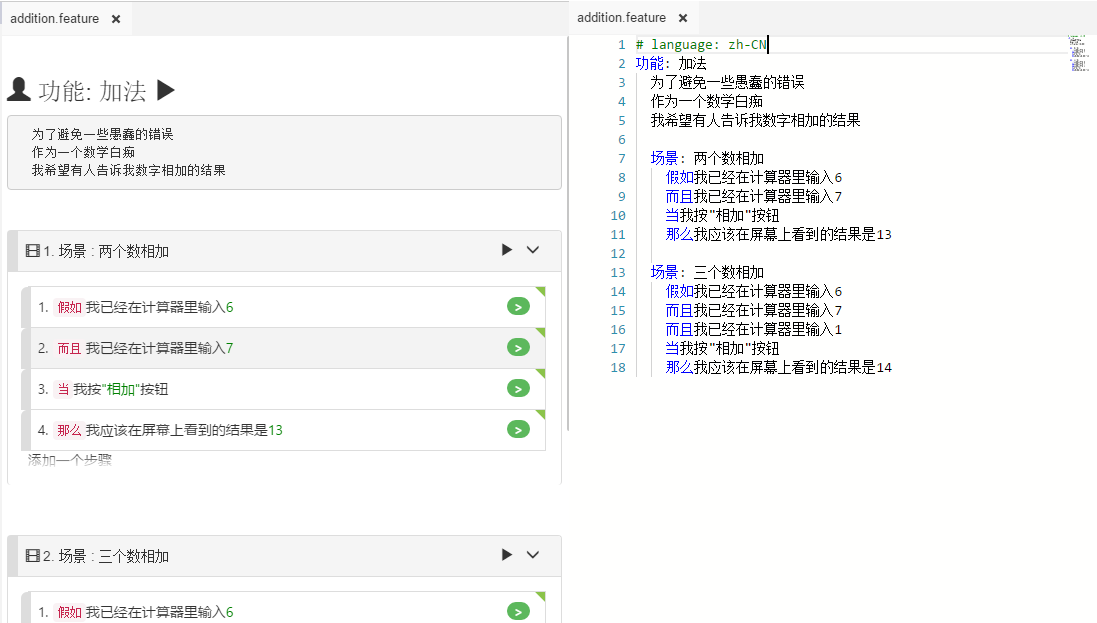 addition.feature ×
功能: 加法
为了避免一些愚蠢的错误
作为一个数学白痴
我希望有人告诉我数字相加的结果
1. 场景 : 两个数相加
1. 假如 我已经在计算器里输入6
2. 而且 我已经在计算器里输入7
3. 当 我按"相加"按钮
4. 那么 我应该在屏幕上看到的结果是13
添加一个步骤
2. 场景 : 三个数相加
1. 假如 我已经在计算器里输入6
addition.feature ×
1 # language: zh-CN
2 功能: 加法
3 为了避免一些愚蠢的错误
4 作为一个数学白痴
5 我希望有人告诉我数字相加的结果
6
7 场景: 两个数相加
8 假如我已经在计算器里输入6
9 而且我已经在计算器里输入7
10 当我按"相加"按钮
11 那么我应该在屏幕上看到的结果是13
12
13 场景: 三个数相加
14 假如我已经在计算器里输入6
15 而且我已经在计算器里输入7
16 而且我已经在计算器里输入1
17 当我按"相加"按钮
18 那么我应该在屏幕上看到的结果是14